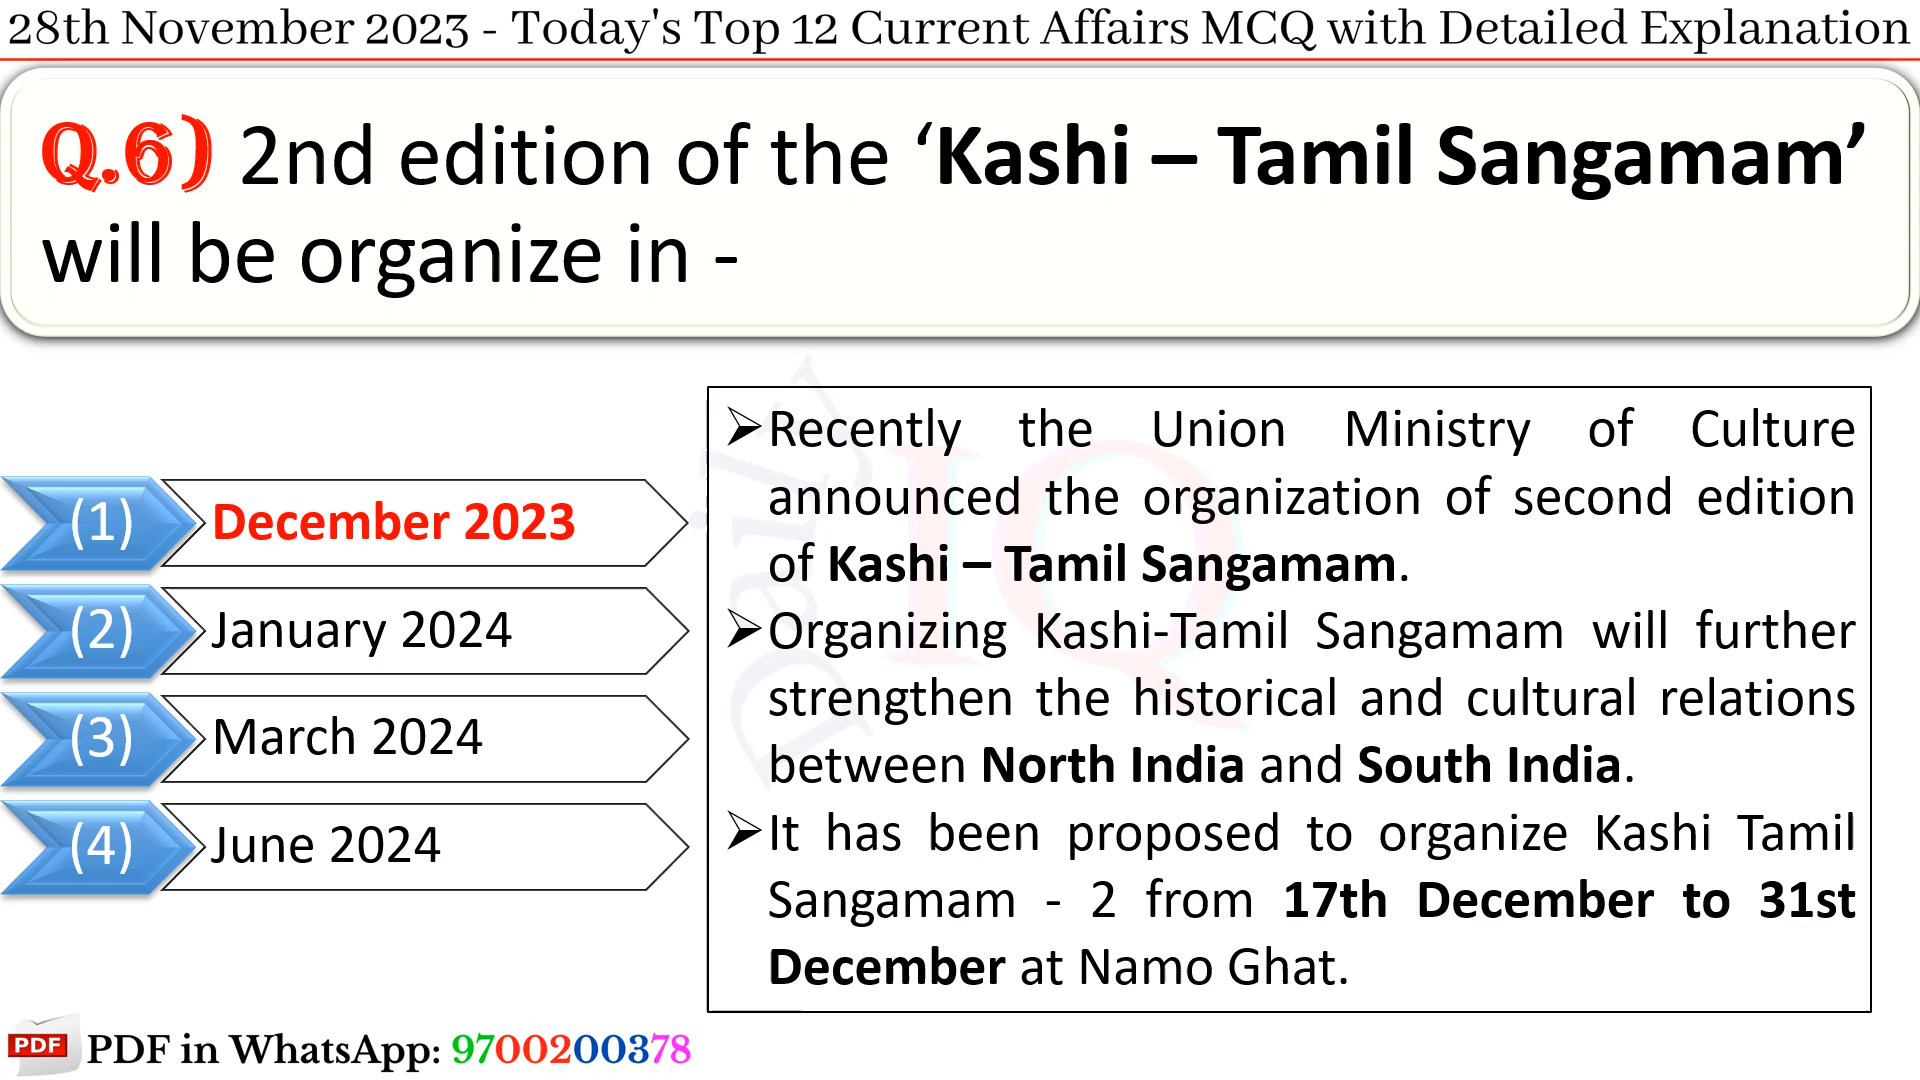 28th November 2023 - Today's Top 12 Current Affairs MCQ with Detailed Explanation
Q.6) 2nd edition of the ‘Kashi – Tamil Sangamam’
will be organize in -
(1) December 2023
(2) January 2024
(3) March 2024
(4) June 2024
➢Recently the Union Ministry of Culture
announced the organization of second edition
of Kashi – Tamil Sangamam.
➢Organizing Kashi-Tamil Sangamam will further
strengthen the historical and cultural relations
between North India and South India.
➢It has been proposed to organize Kashi Tamil
Sangamam - 2 from 17th December to 31st
December at Namo Ghat.
Daily IQ
PDF PDF in WhatsApp: 9700200378